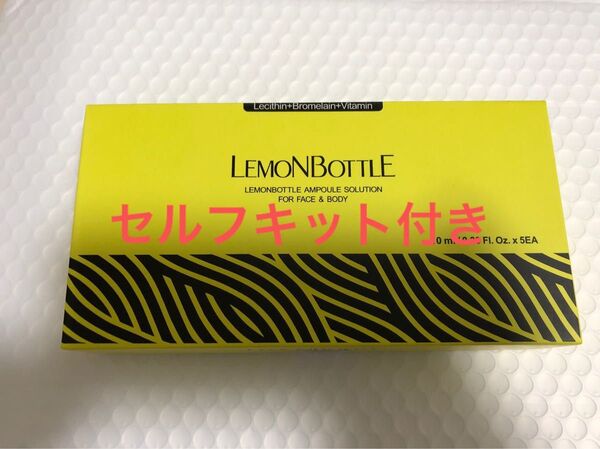 Lecithin+Bromelain+Vitamin
LEMONBOTTLE
LEMONBOTTLE AMPOULE SOLUTION
FOR FACE & BODY
セルフキット付き
Fl. Oz. x 5EA